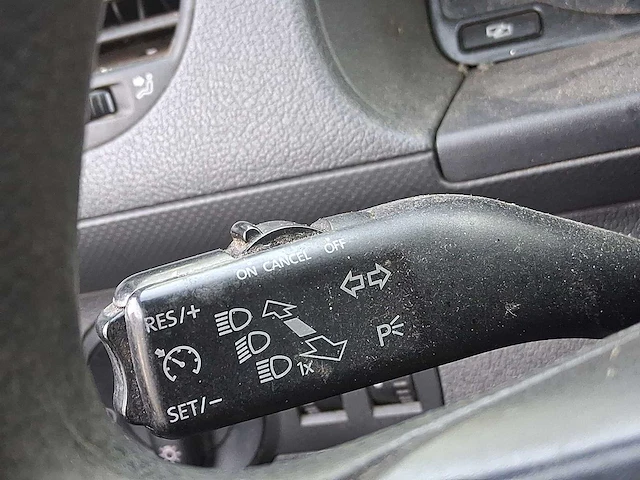 ON CANCEL OFF
RES/+
1x
P
SET/-